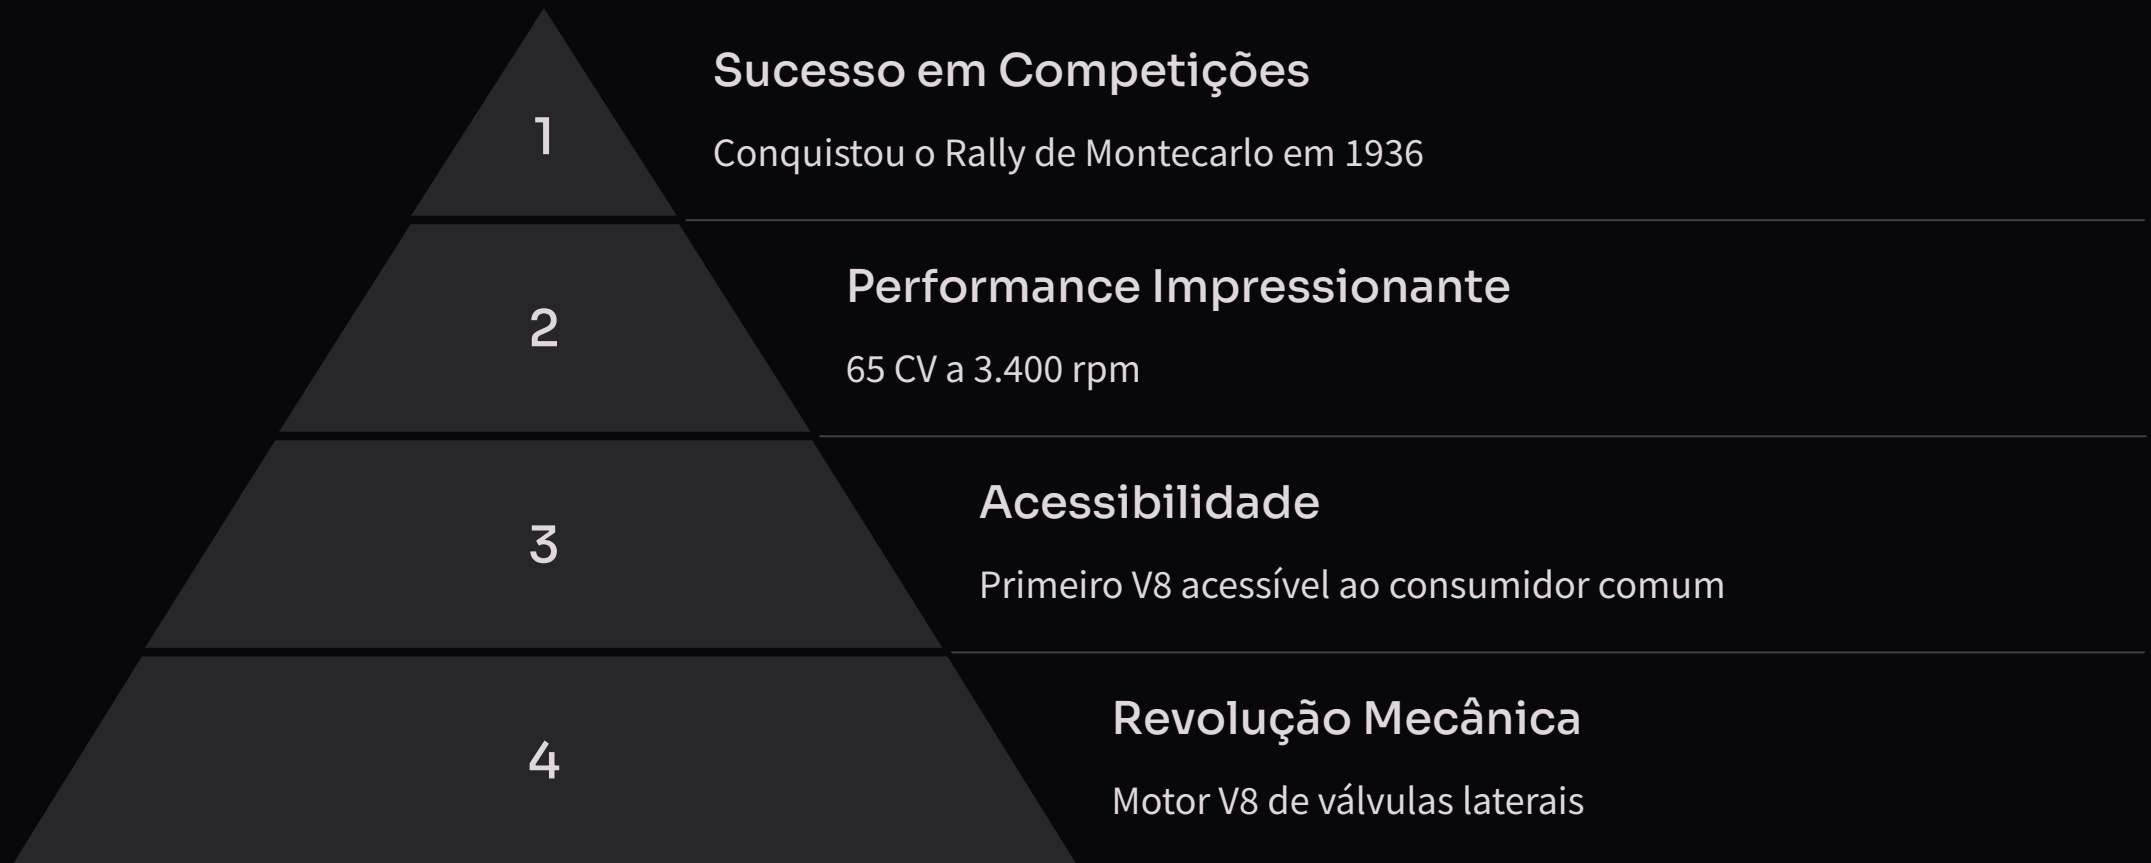 1
Sucesso em Competições
Conquistou o Rally de Montecarlo em 1936
2
Performance Impressionante
65 CV a 3.400 rpm
3
Acessibilidade
Primeiro V8 acessível ao consumidor comum
4
Revolução Mecânica
Motor V8 de válvulas laterais